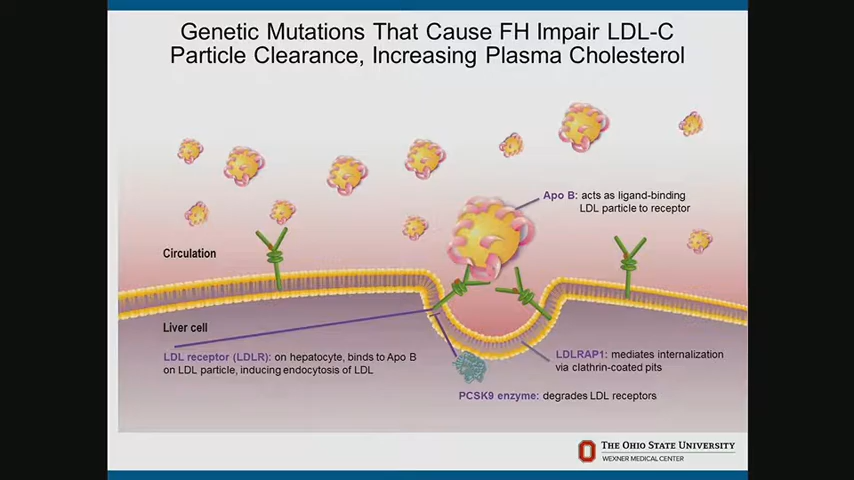 Genetic Mutations That Cause FH Impair LDL-C
Particle Clearance, Increasing Plasma Cholesterol
Apo B: acts as ligand-binding
LDL particle to receptor
Circulation
Liver cell
LDL receptor (LDLR): on hepatocyte, binds to Apo B
on LDL particle, inducing endocytosis of LDL
LDLRAP1: mediates internalization
via clathrin-coated pits
PCSK9 enzyme: degrades LDL receptors
THE OHIO STATE UNIVERSITY
WEXNER MEDICAL CENTER